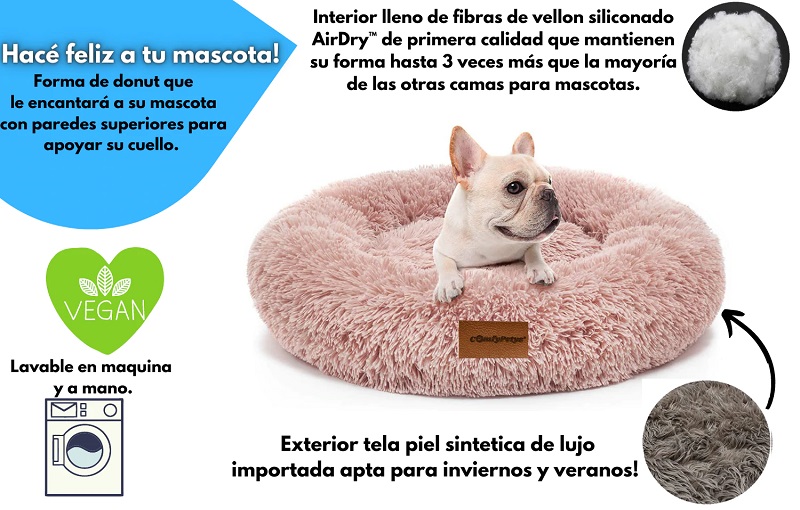 Hacé feliz a tu mascota!
Forma de donut que
le encantará a su mascota
con paredes superiores para
apoyar su cuello.
Interior lleno de fibras de vellon siliconado
AirDry™ de primera calidad que mantienen
su forma hasta 3 veces más que la mayoría
de las otras camas para mascotas.
VEGAN
Lavable en maquina
y a mano.
ComfyPetys®
Exterior tela piel sintetica de lujo
importada apta para inviernos y veranos!